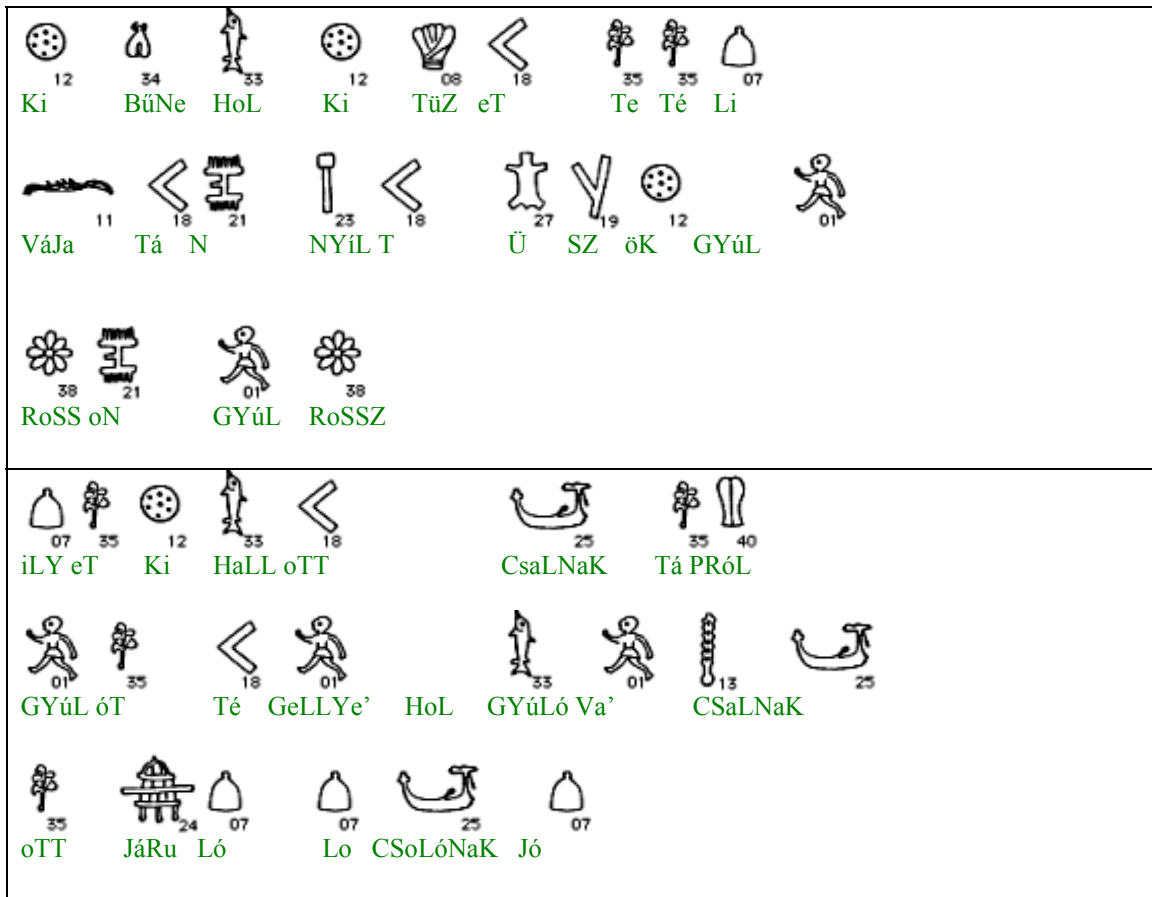 12 34 33 12 08 18 35 35 07
Ki BűNe HoL Ki TüZ eT Te Té Li
11 18 21 23 18 27 19 12 01
VáJa Tá N NYíL T Ü SZ öK GYúL
38 21 01 38
RoSS oN GYúL RoSSZ
07 35 12 33 18 25 35 40
iLY eT Ki HaLL oTT CsaLNaK Tá PRóL
01 35 18 01 33 01 13 25
GYúL óT Té GeLLYe’ HoL GYúLó Va’ CSaLNaK
35 24 07 07 25 07
oTT JáRu Ló Lo CSoLóNaK Jó